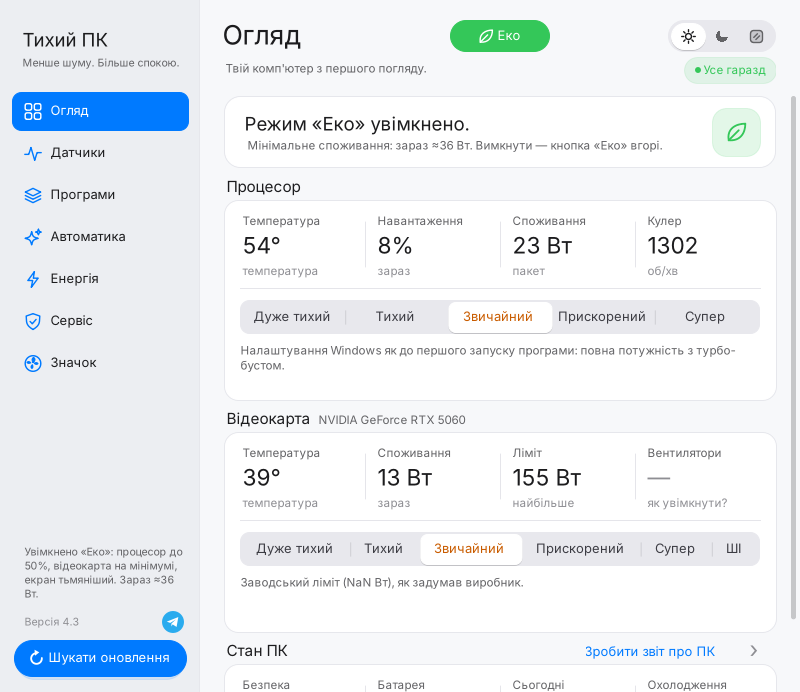 Тихий ПК
Менше шуму. Більше спокою.
Огляд
Датчики
Програми
Автоматика
Енергія
Сервіс
Значок
Увімкнено «Еко»: процесор до
50%, відеокарта на мінімумі,
екран тьмяніший. Зараз ≈36
Вт.
Версія 4.3
Шукати оновлення
Огляд
Еко
Твій комп'ютер з першого погляду.
Усе гаразд
Режим «Еко» увімкнено.
Мінімальне споживання: зараз ≈36 Вт. Вимкнути — кнопка «Еко» вгорі.
Процесор
Температура Навантаження Споживання Кулер
54° 8% 23 Вт 1302
температура зараз пакет об/хв
Дуже тихий Тихий Звичайний Прискорений Супер
Налаштування Windows як до першого запуску програми: повна потужність з турбо-
бустом.
Відеокарта NVIDIA GeForce RTX 5060
Температура Споживання Ліміт Вентилятори
39° 13 Вт 155 Вт —
температура зараз найбільше як увімкнути?
Дуже тихий Тихий Звичайний Прискорений Супер ШІ
Заводський ліміт (NaN Вт), як задумав виробник.
Стан ПК Зробити звіт про ПК
Безпека Батарея Сьогодні Охолодження